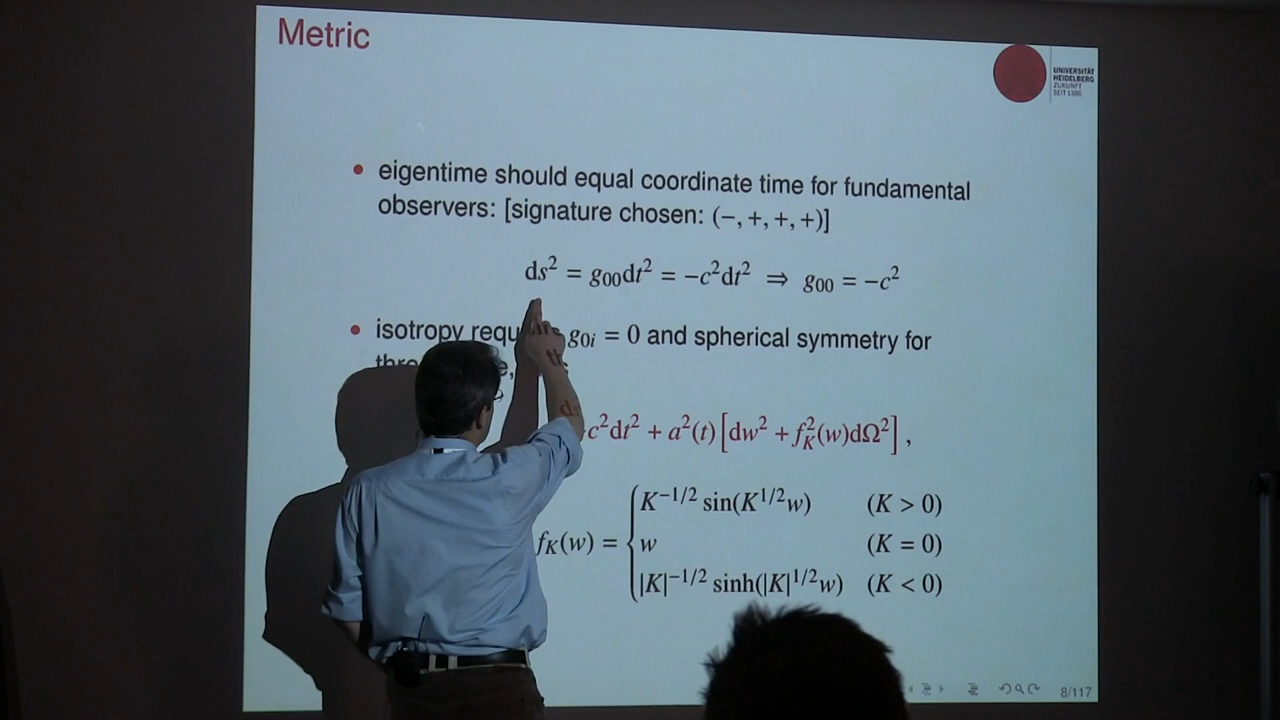 Metric
UNIVERSITÄT
HEIDELBERG
ZUKUNFT
SEIT 1386
• eigentime should equal coordinate time for fundamental
observers: [signature chosen: (−, +, +, +)]
ds² = g₀₀dt² = −c²dt² ⇒ g₀₀ = −c²
• isotropy g₀ᵢ = 0 and spherical symmetry for
c²dt² + a²(t) [dw² + f_K²(w)dΩ²] ,
f_K(w) = { K^{−1/2} sin(K^{1/2}w) (K > 0)
w (K = 0)
|K|^{−1/2} sinh(|K|^{1/2}w) (K < 0)
8/117